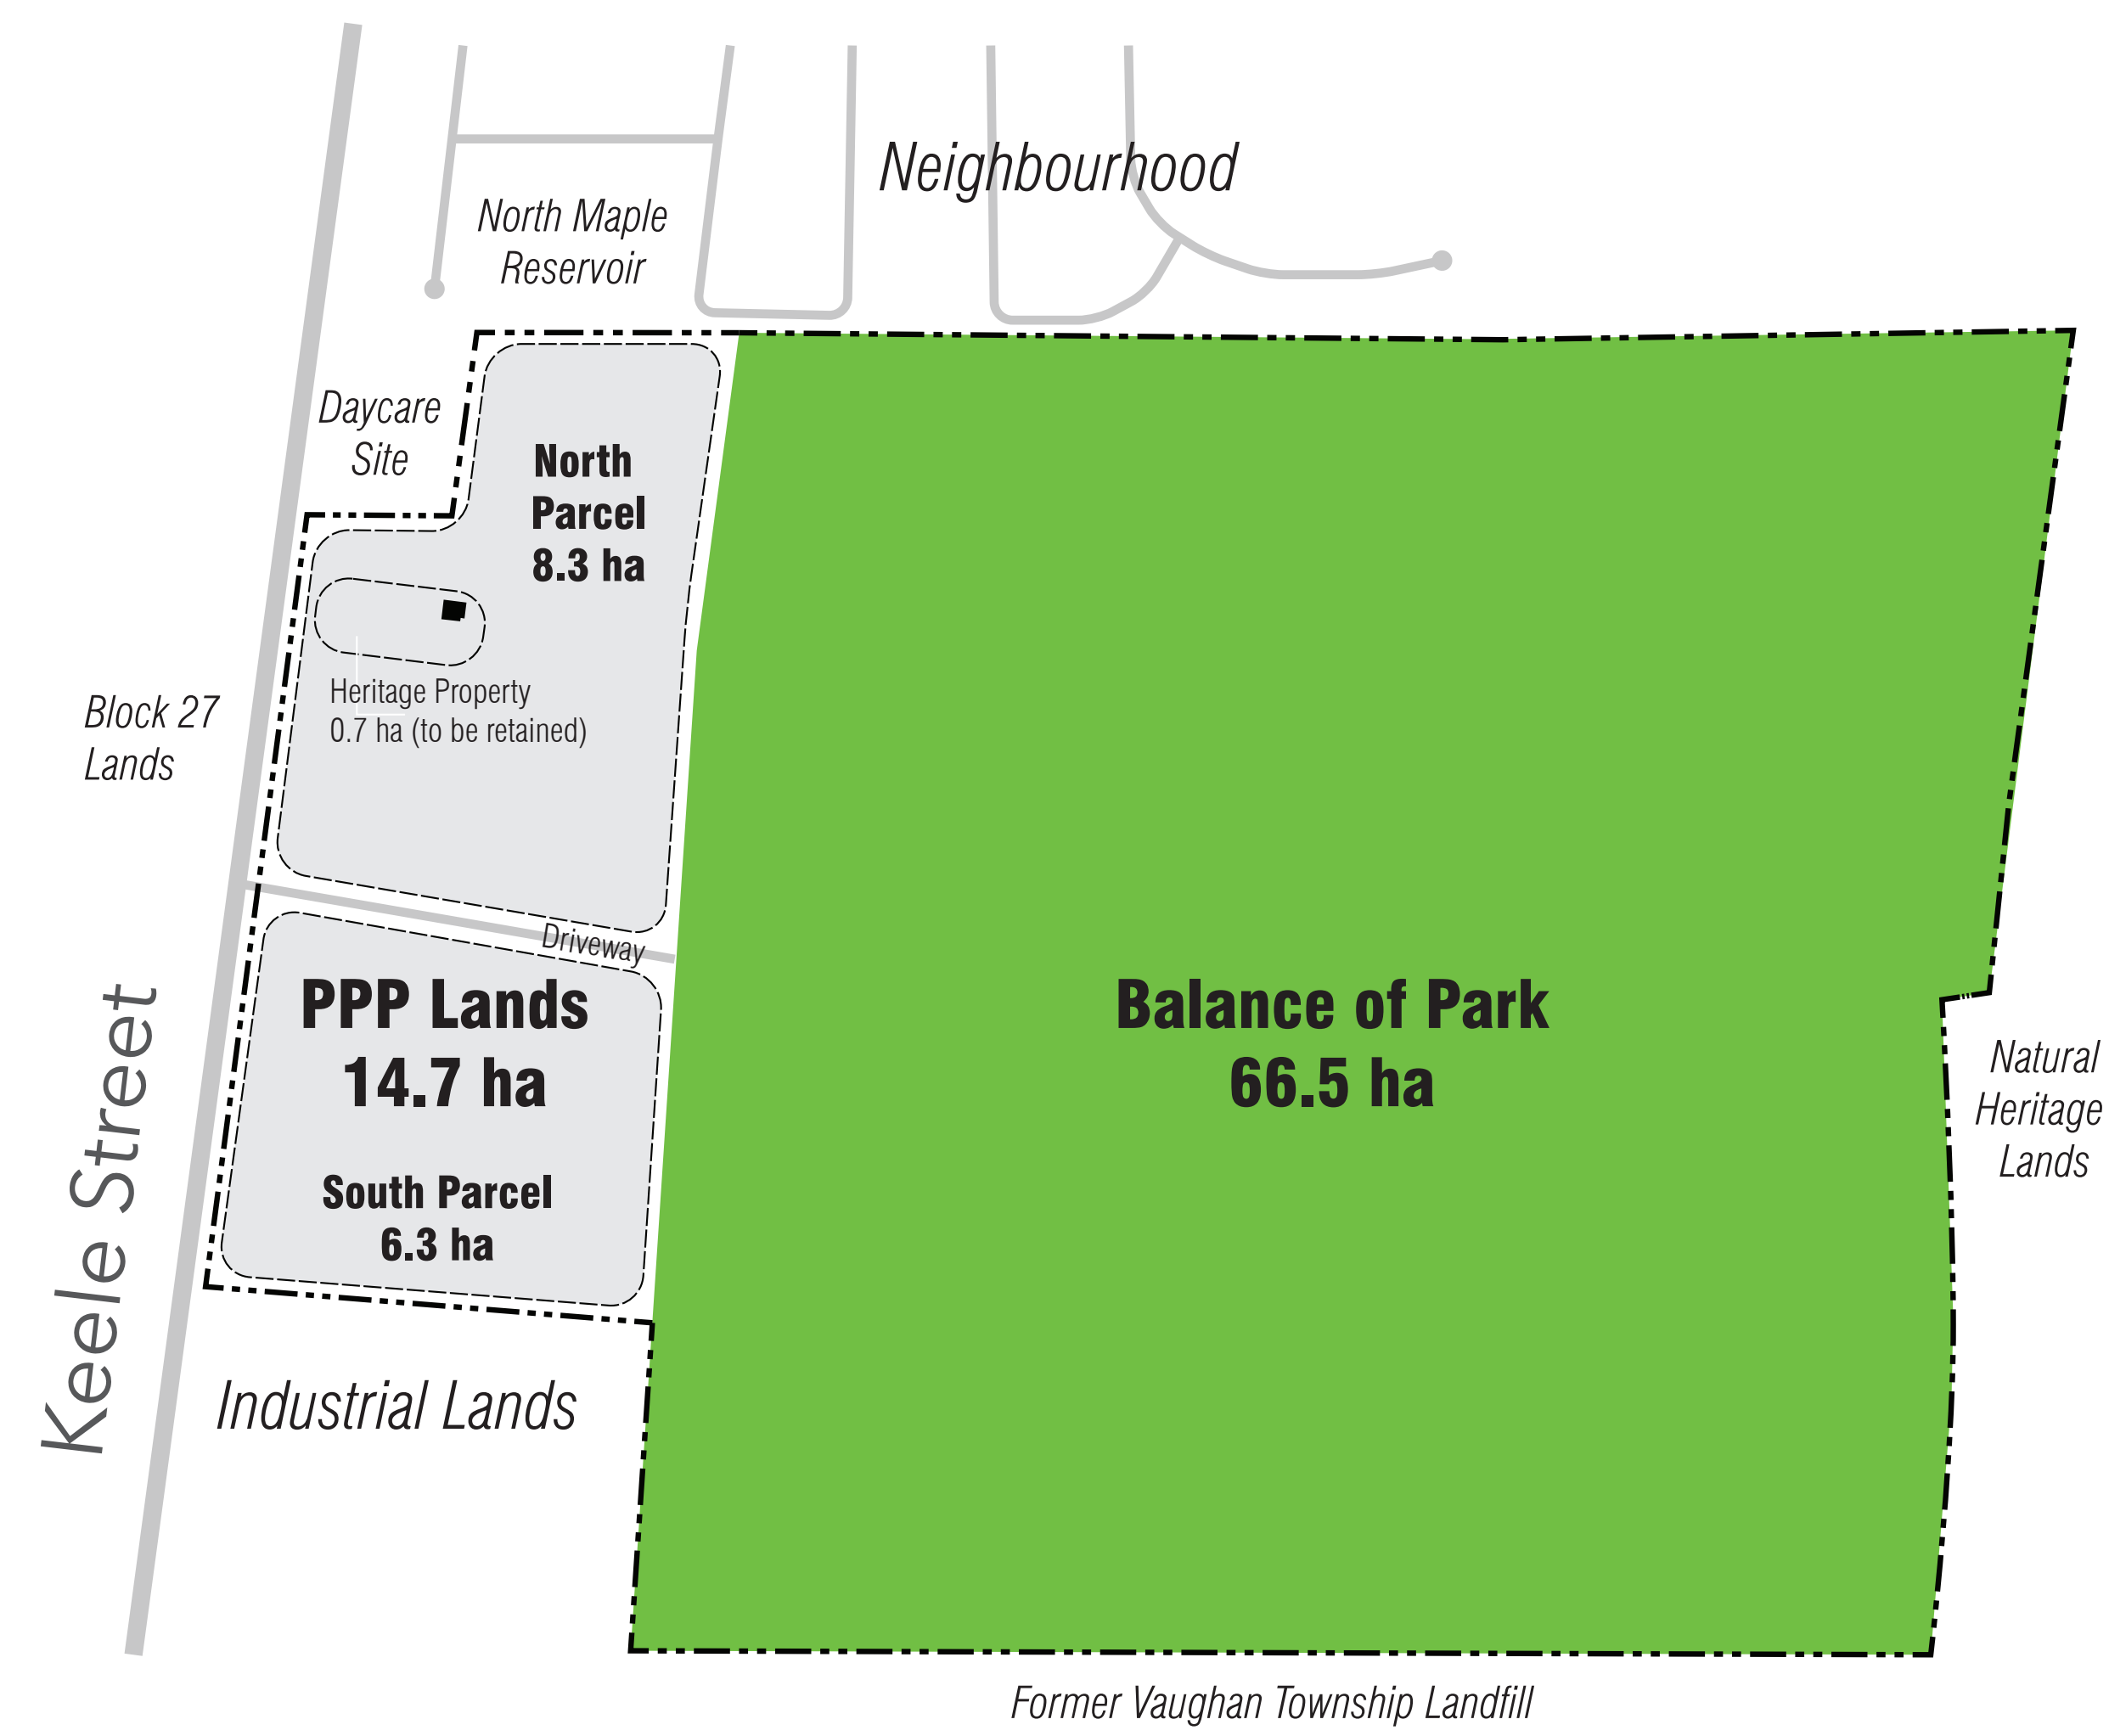 Neighbourhood
North Maple
Reservoir
Daycare
Site
North
Parcel
8.3 ha
Heritage Property
0.7 ha (to be retained)
Block 27
Lands
Driveway
PPP Lands
14.7 ha
South Parcel
6.3 ha
Balance of Park
66.5 ha
Natural
Heritage
Lands
Keele Street
Industrial Lands
Former Vaughan Township Landfill